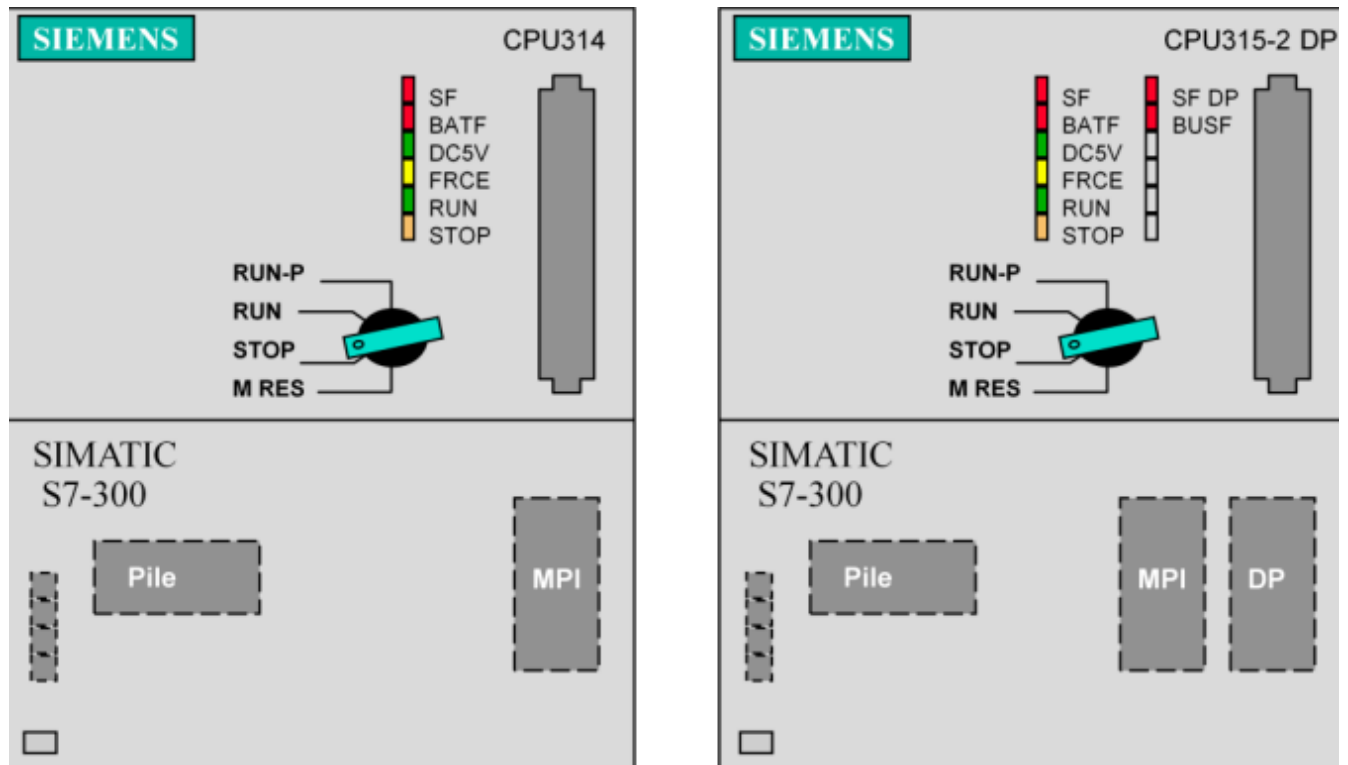 SIEMENS
CPU314
SF
BATF
DC5V
FRCE
RUN
STOP
RUN-P
RUN
STOP
M RES
SIMATIC
S7-300
Pile
MPI
SIEMENS
CPU315-2 DP
SF
BATF
DC5V
FRCE
RUN
STOP
SF DP
BUSF
RUN-P
RUN
STOP
M RES
SIMATIC
S7-300
Pile
MPI
DP